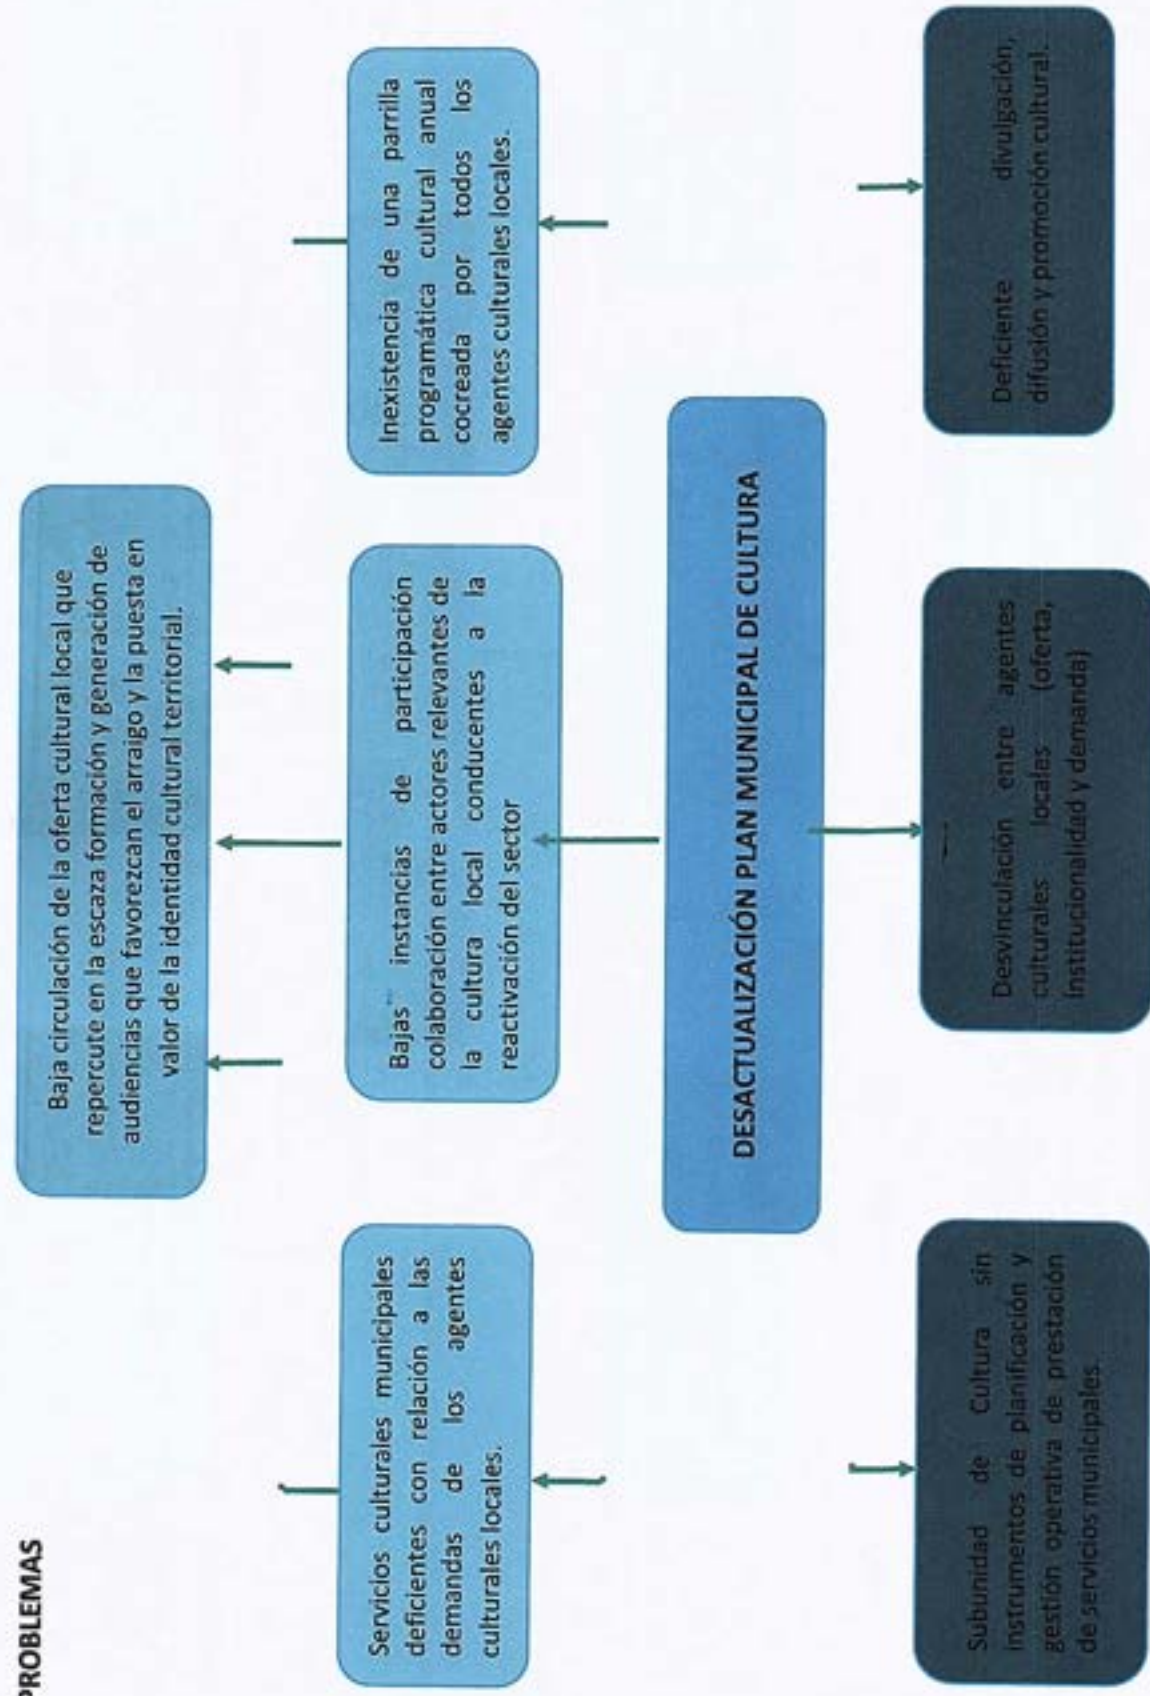 PROBLEMAS
Baja circulación de la oferta cultural local que
repercute en la escaza formación y generación de
audiencias que favorezcan el arraigo y la puesta en
valor de la identidad cultural territorial.
Servicios culturales municipales
deficientes con relación a las
demandas de los agentes
culturales locales.
Bajas instancias de participación
colaboración entre actores relevantes de
la cultura local conducentes a la
reactivación del sector
Inexistencia de una parrilla
programática cultural anual
cocreada por todos los
agentes culturales locales.
DESACTUALIZACIÓN PLAN MUNICIPAL DE CULTURA
Subunidad de Cultura sin
instrumentos de planificación y
gestión operativa de prestación
de servicios municipales.
Desvinculación entre agentes
culturales locales (oferta,
Institucionalidad y demanda)
Deficiente divulgación,
difusión y promoción cultural.